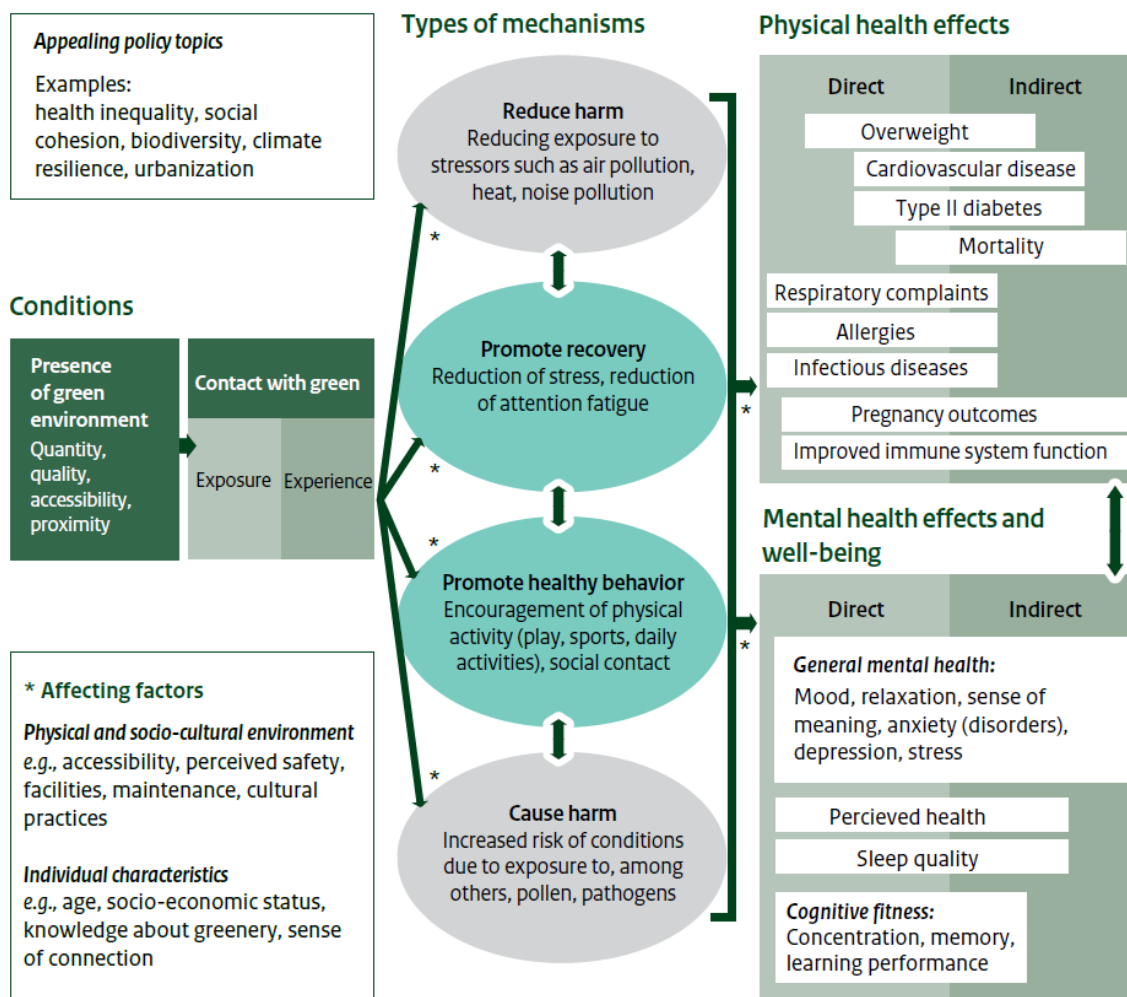 Appealing policy topics
Examples:
health inequality, social
cohesion, biodiversity, climate
resilience, urbanization
Conditions
Presence
of green
environment
Quantity,
quality,
accessibility,
proximity
Contact with green
Exposure
Experience
* Affecting factors
Physical and socio-cultural environment
e.g., accessibility, perceived safety,
facilities, maintenance, cultural
practices
Individual characteristics
e.g., age, socio-economic status,
knowledge about greenery, sense
of connection
Types of mechanisms
Reduce harm
Reducing exposure to
stressors such as air pollution,
heat, noise pollution
*
Promote recovery
Reduction of stress, reduction
of attention fatigue
*
*
Promote healthy behavior
Encouragement of physical
activity (play, sports, daily
activities), social contact
*
Cause harm
Increased risk of conditions
due to exposure to, among
others, pollen, pathogens
*
*
Physical health effects
Direct
Indirect
Overweight
Cardiovascular disease
Type II diabetes
Mortality
Respiratory complaints
Allergies
Infectious diseases
Pregnancy outcomes
Improved immune system function
Mental health effects and
well-being
Direct
Indirect
General mental health:
Mood, relaxation, sense of
meaning, anxiety (disorders),
depression, stress
Percieved health
Sleep quality
Cognitive fitness:
Concentration, memory,
learning performance